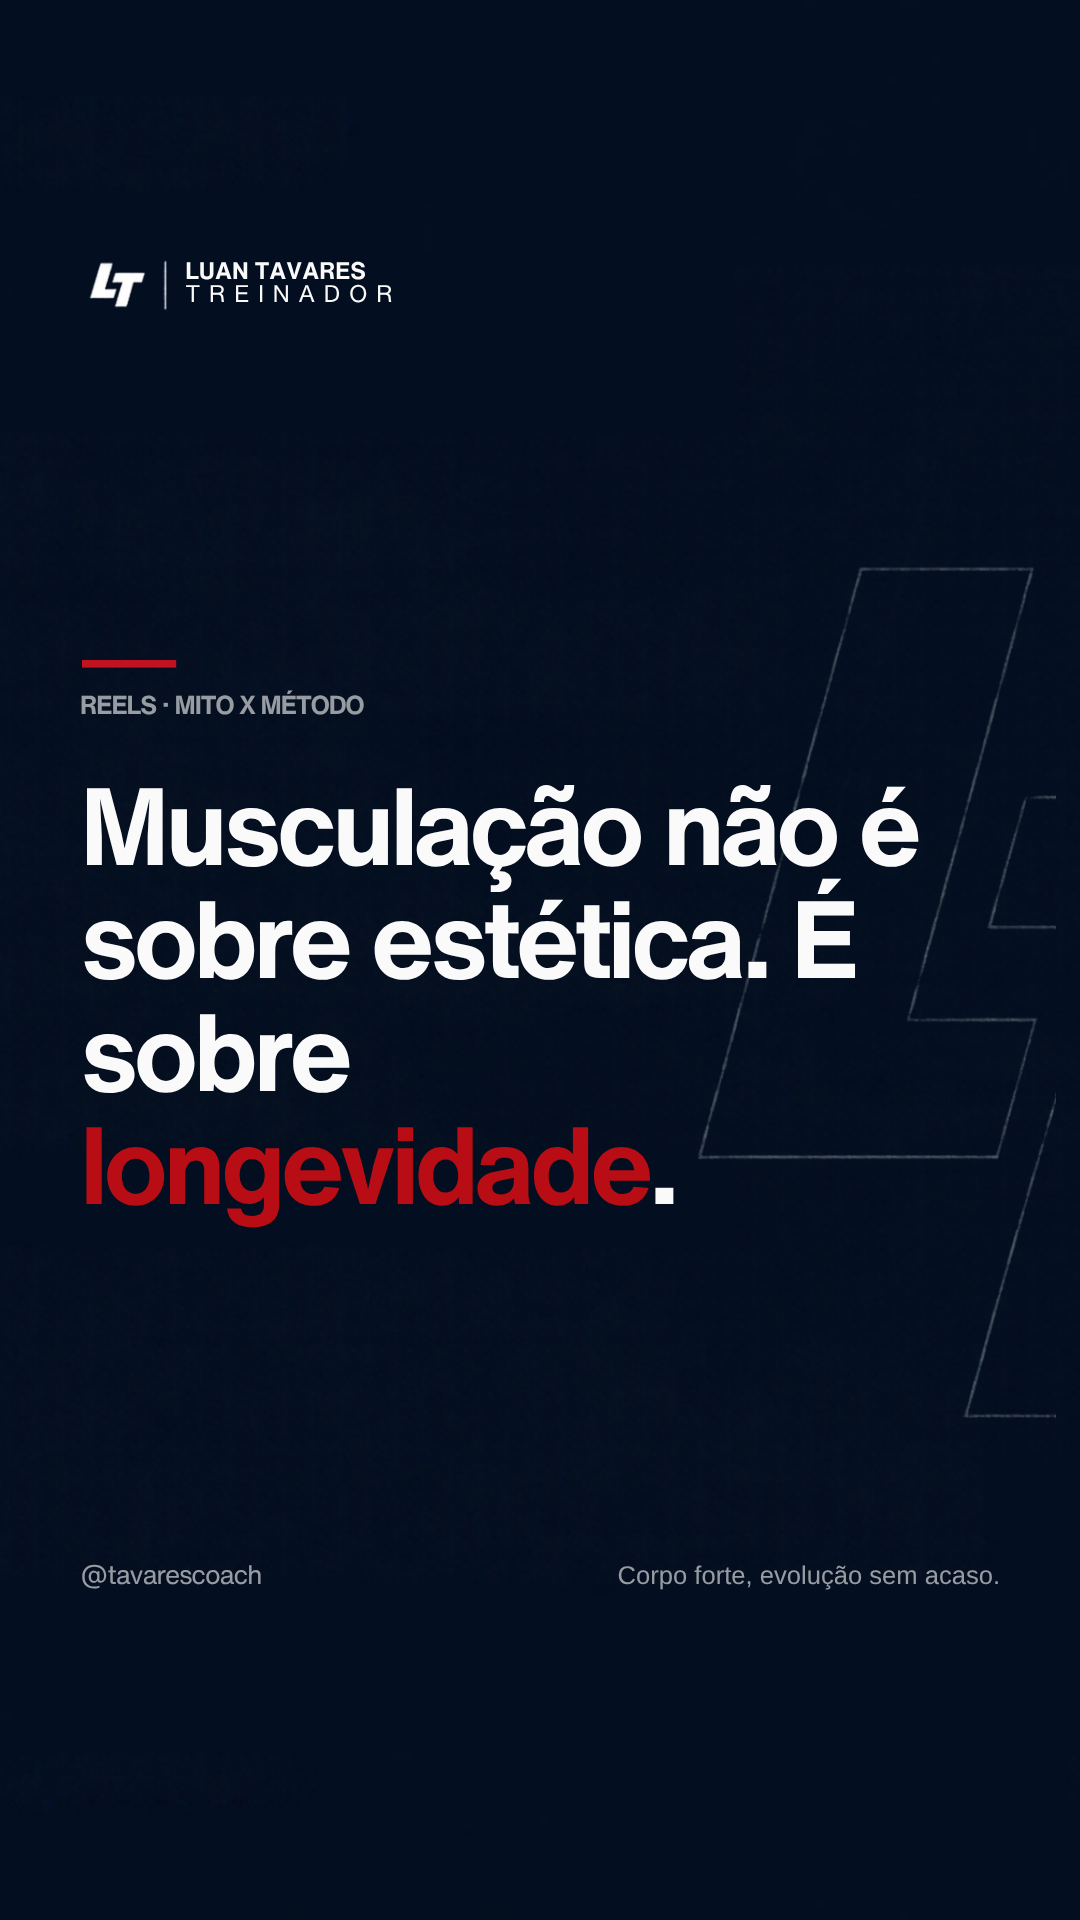 LT
LUAN TAVARES
TREINADOR
REELS · MITO X MÉTODO
Musculação não é
sobre estética. É
sobre
longevidade.
@tavarescoach
Corpo forte, evolução sem acaso.